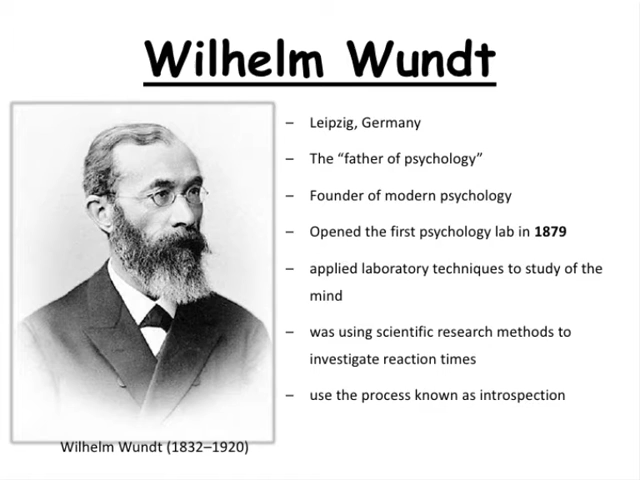 Wilhelm Wundt
– Leipzig, Germany
– The “father of psychology”
– Founder of modern psychology
– Opened the first psychology lab in 1879
– applied laboratory techniques to study of the
mind
– was using scientific research methods to
investigate reaction times
– use the process known as introspection
Wilhelm Wundt (1832–1920)